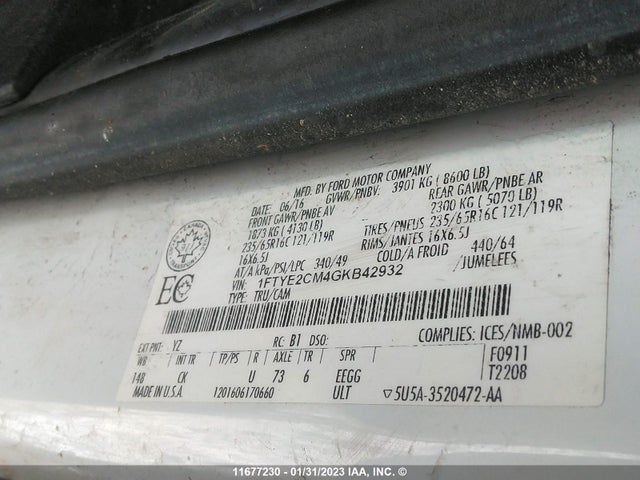 MFD. BY FORD MOTOR COMPANY
DATE: 06/16 GVWR/PNBV: 3901 KG ( 8600 LB)
FRONT GAWR/PNBE AV REAR GAWR/PNBE AR
1873 KG ( 4130 LB) 2300 KG ( 5070 LB)
235/65R16C 121/119R TIRES/PNEUS 235/65R16C 121/119R
16X6.5J RIMS/JANTES 16X6.5J
AT/A kPa/PSI/LPC 340/49 COLD/A FROID 440/64
VIN: 1FTYE2CM4GKB42932 /JUMELEES
TYPE: TRU/CAM
EC
EXT PNT: YZ RC: B1 DSO: COMPLIES: ICES/NMB-002
WB INT TR TP/PS R AXLE TR SPR F0911
148 CK U 73 6 EEGG T2208
MADE IN U.S.A. 1201606170660 ULT ▽5U5A-3520472-AA
11677230 - 01/31/2023 IAA, INC. ©